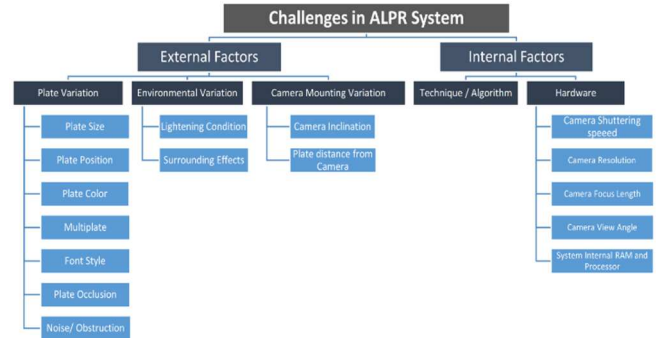 Challenges in ALPR System
External Factors
Internal Factors
Plate Variation
Environmental Variation
Camera Mounting Variation
Technique / Algorithm
Hardware
Plate Size
Plate Position
Plate Color
Multiplate
Font Style
Plate Occlusion
Noise/ Obstruction
Lightening Condition
Surrounding Effects
Camera Inclination
Plate distance from
Camera
Camera Shuttering
speeed
Camera Resolution
Camera Focus Length
Camera View Angle
System Internal RAM and
Processor